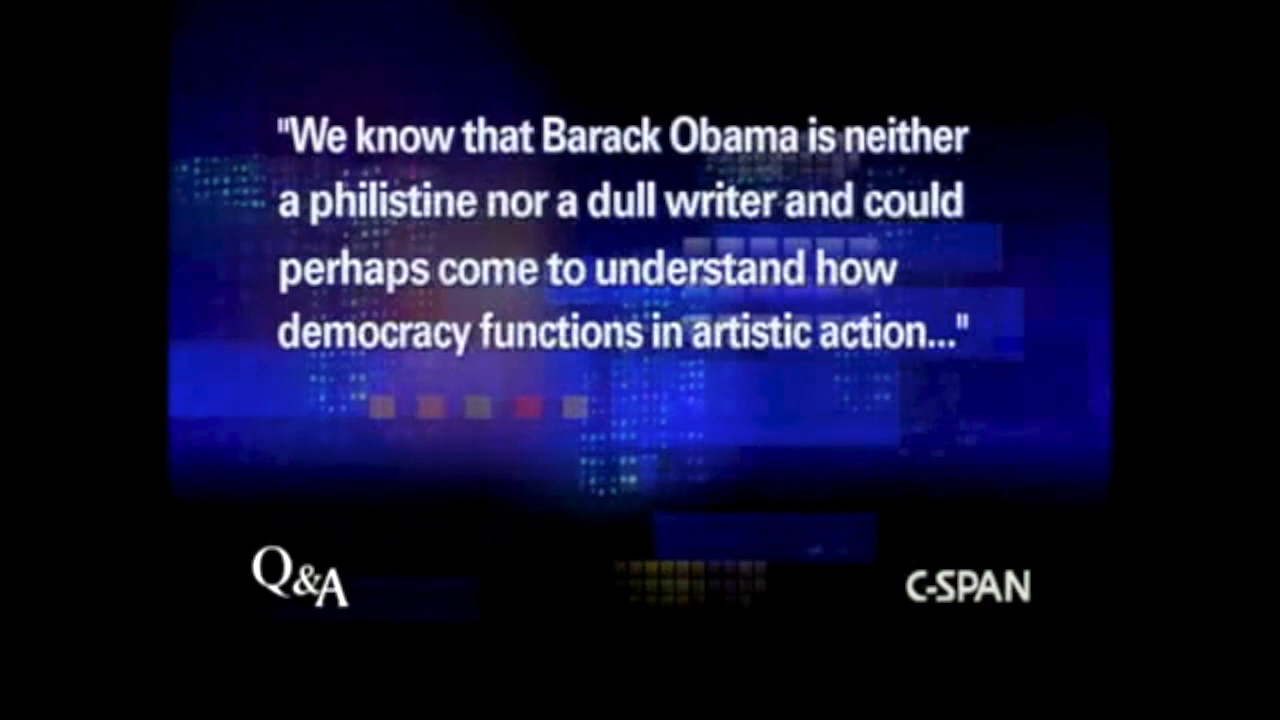 "We know that Barack Obama is neither
a philistine nor a dull writer and could
perhaps come to understand how
democracy functions in artistic action..."
Q&A
C-SPAN